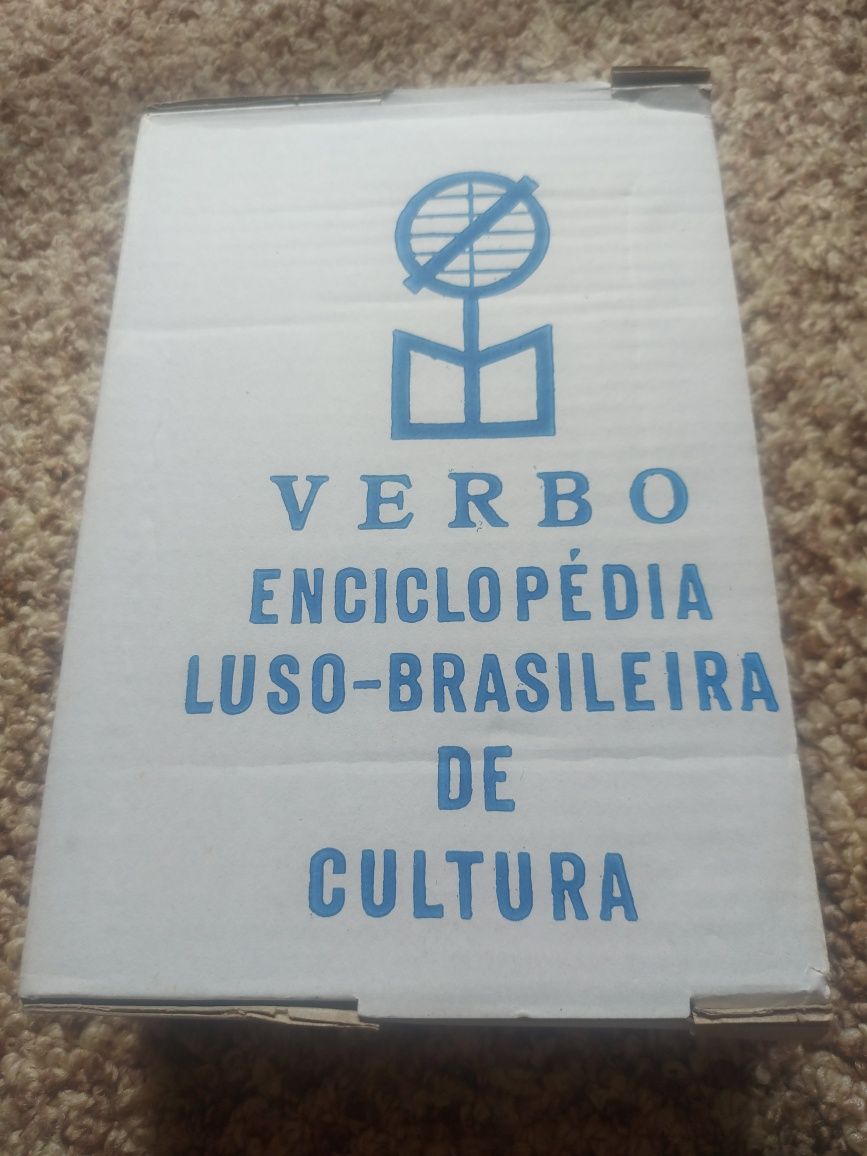 VERBO
ENCICLOPÉDIA
LUSO-BRASILEIRA
DE
CULTURA